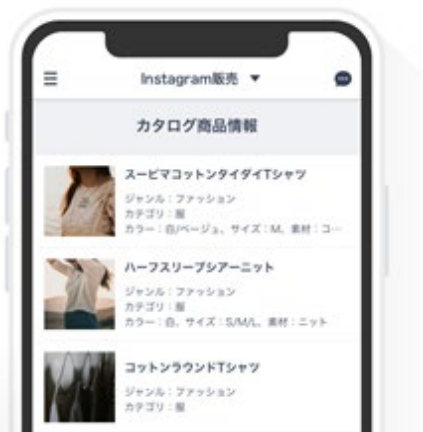 Instagram販売 ▼
カタログ商品情報
スーピマコットンタイダイTシャツ
ジャンル：ファッション
カテゴリ：服
カラー：白/ベージュ、サイズ：M、素材：コ…
ハーフスリーブシアーニット
ジャンル：ファッション
カテゴリ：服
カラー：白、サイズ：S/M/L、素材：ニット
コットンラウンドTシャツ
ジャンル：ファッション
カテゴリ：服